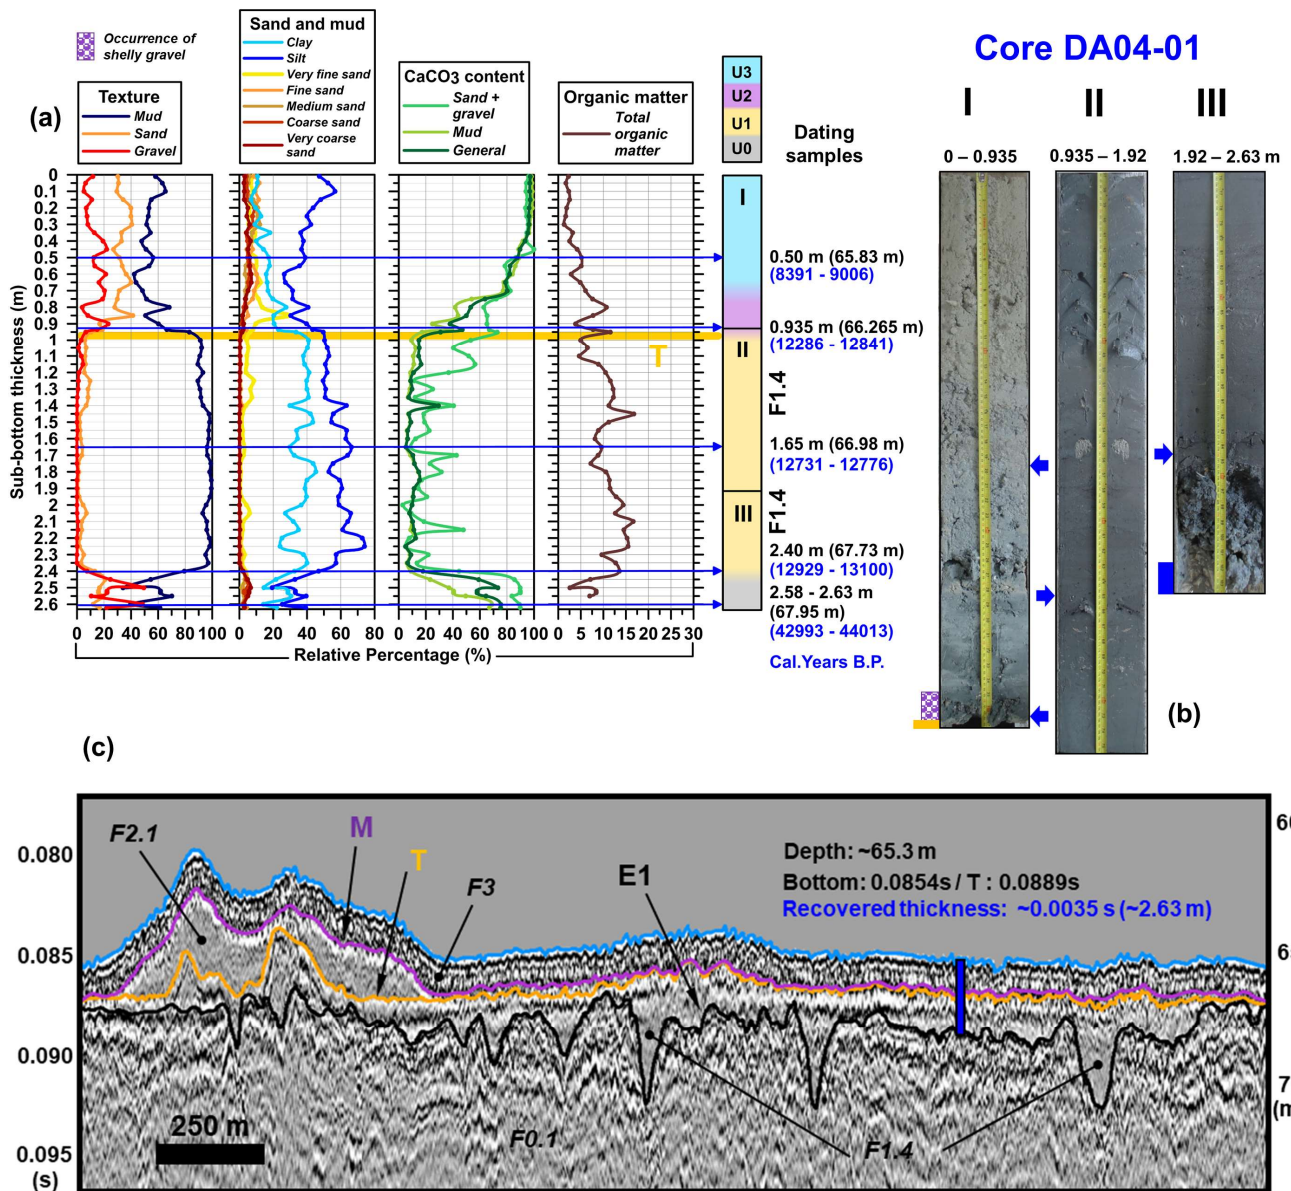 Occurrence of
shelly gravel
(a)
Texture
Mud
Sand
Gravel
Sand and mud
Clay
Silt
Very fine sand
Fine sand
Medium sand
Coarse sand
Very coarse
sand
CaCO3 content
Sand +
gravel
Mud
General
Organic matter
Total
organic
matter
U3
U2
U1
U0
Dating
samples
Core DA04-01
I
II
III
0 – 0.935
0.935 – 1.92
1.92 – 2.63 m
Sub-bottom thickness (m)
0
0.1
0.2
0.3
0.4
0.5
0.6
0.7
0.8
0.9
1
1.1
1.2
1.3
1.4
1.5
1.6
1.7
1.8
1.9
2
2.1
2.2
2.3
2.4
2.5
2.6
0 20 40 60 80 100
0 20 40 60 80
0 20 40 60 80 100
0 5 10 15 20 25 30
Relative Percentage (%)
T
I
II
III
F1.4
F1.4
0.50 m (65.83 m)
(8391 - 9006)
0.935 m (66.265 m)
(12286 - 12841)
1.65 m (66.98 m)
(12731 - 12776)
2.40 m (67.73 m)
(12929 - 13100)
2.58 - 2.63 m
(67.95 m)
(42993 - 44013)
Cal.Years B.P.
(b)
(c)
0.080
0.085
0.090
0.095
(s)
F2.1
M
T
F3
E1
Depth: ~65.3 m
Bottom: 0.0854s / T : 0.0889s
Recovered thickness: ~0.0035 s (~2.63 m)
250 m
F0.1
F1.4